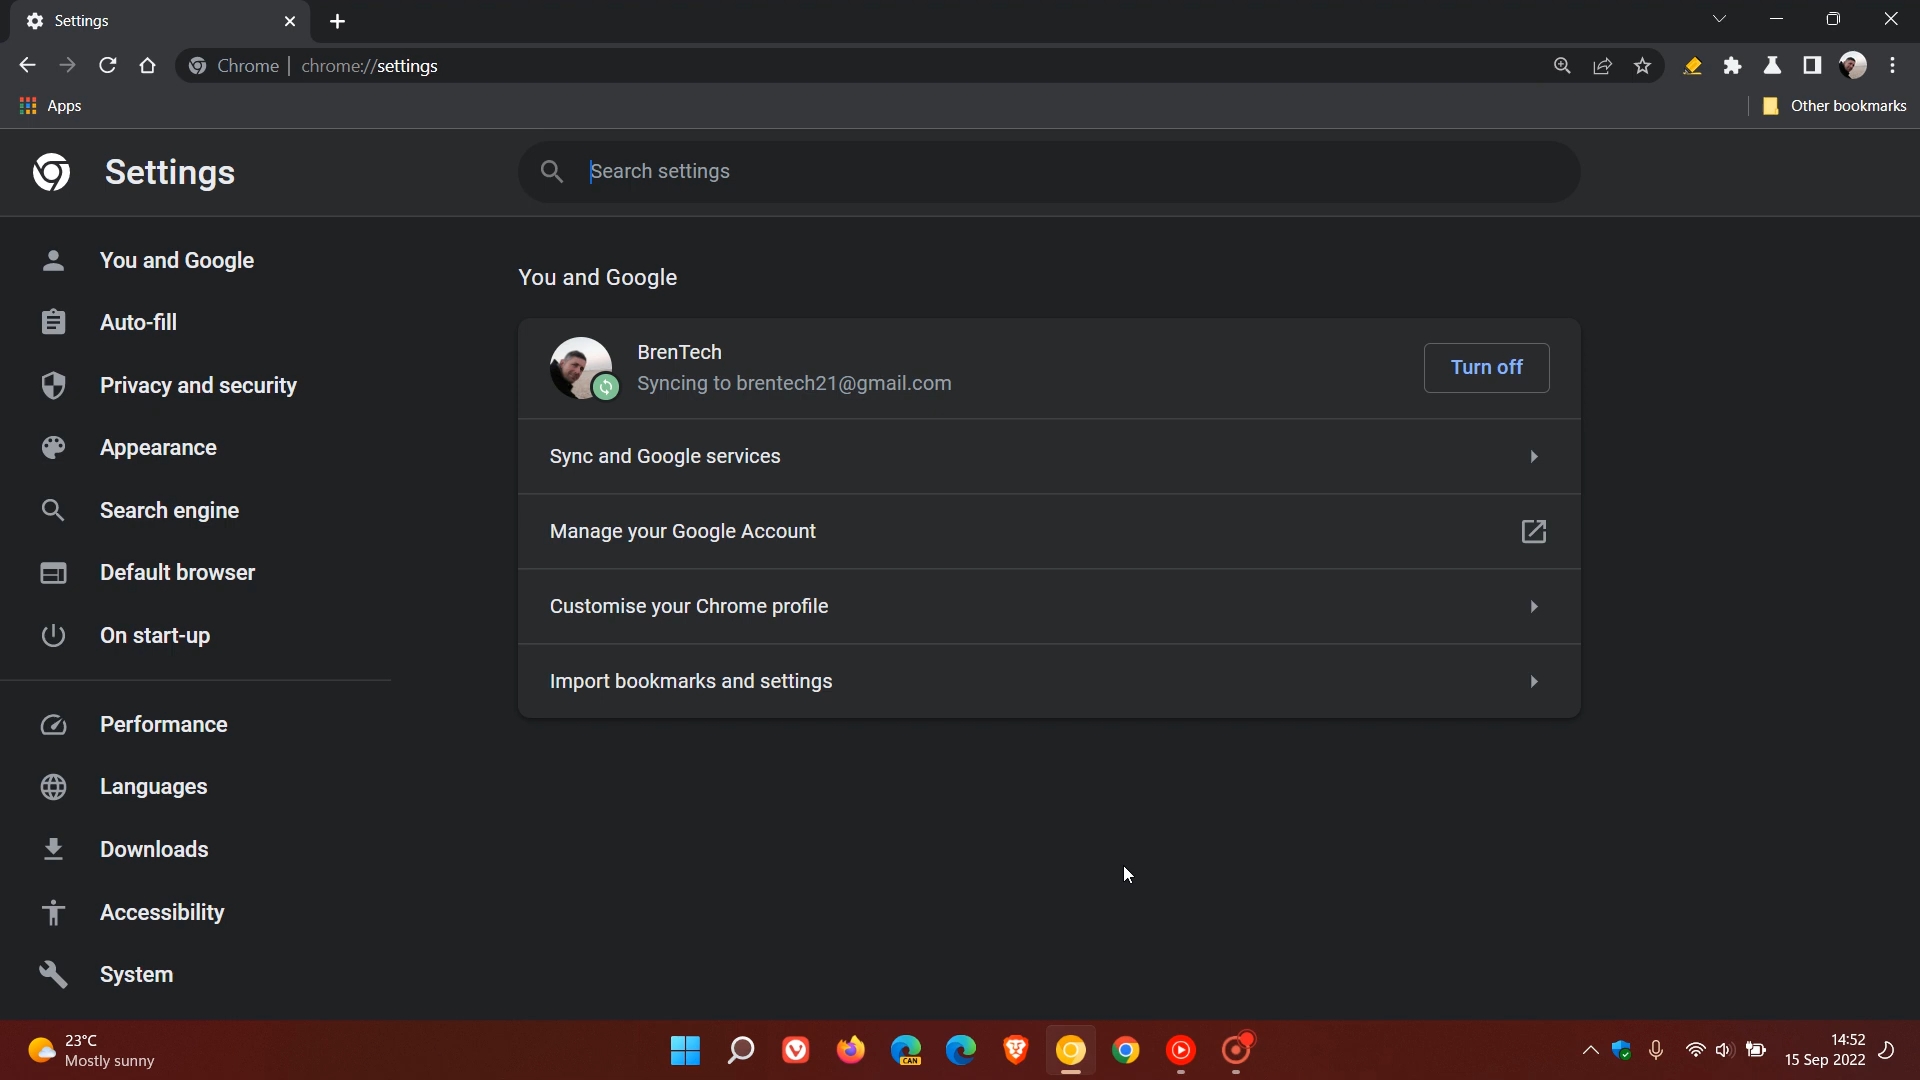 Settings
Chrome | chrome://settings
Apps
Other bookmarks
Settings
Search settings
You and Google
Auto-fill
Privacy and security
Appearance
Search engine
Default browser
On start-up
Performance
Languages
Downloads
Accessibility
System
You and Google
BrenTech
Syncing to brentech21@gmail.com
Turn off
Sync and Google services
Manage your Google Account
Customise your Chrome profile
Import bookmarks and settings
23°C
Mostly sunny
CAN
14:52
15 Sep 2022